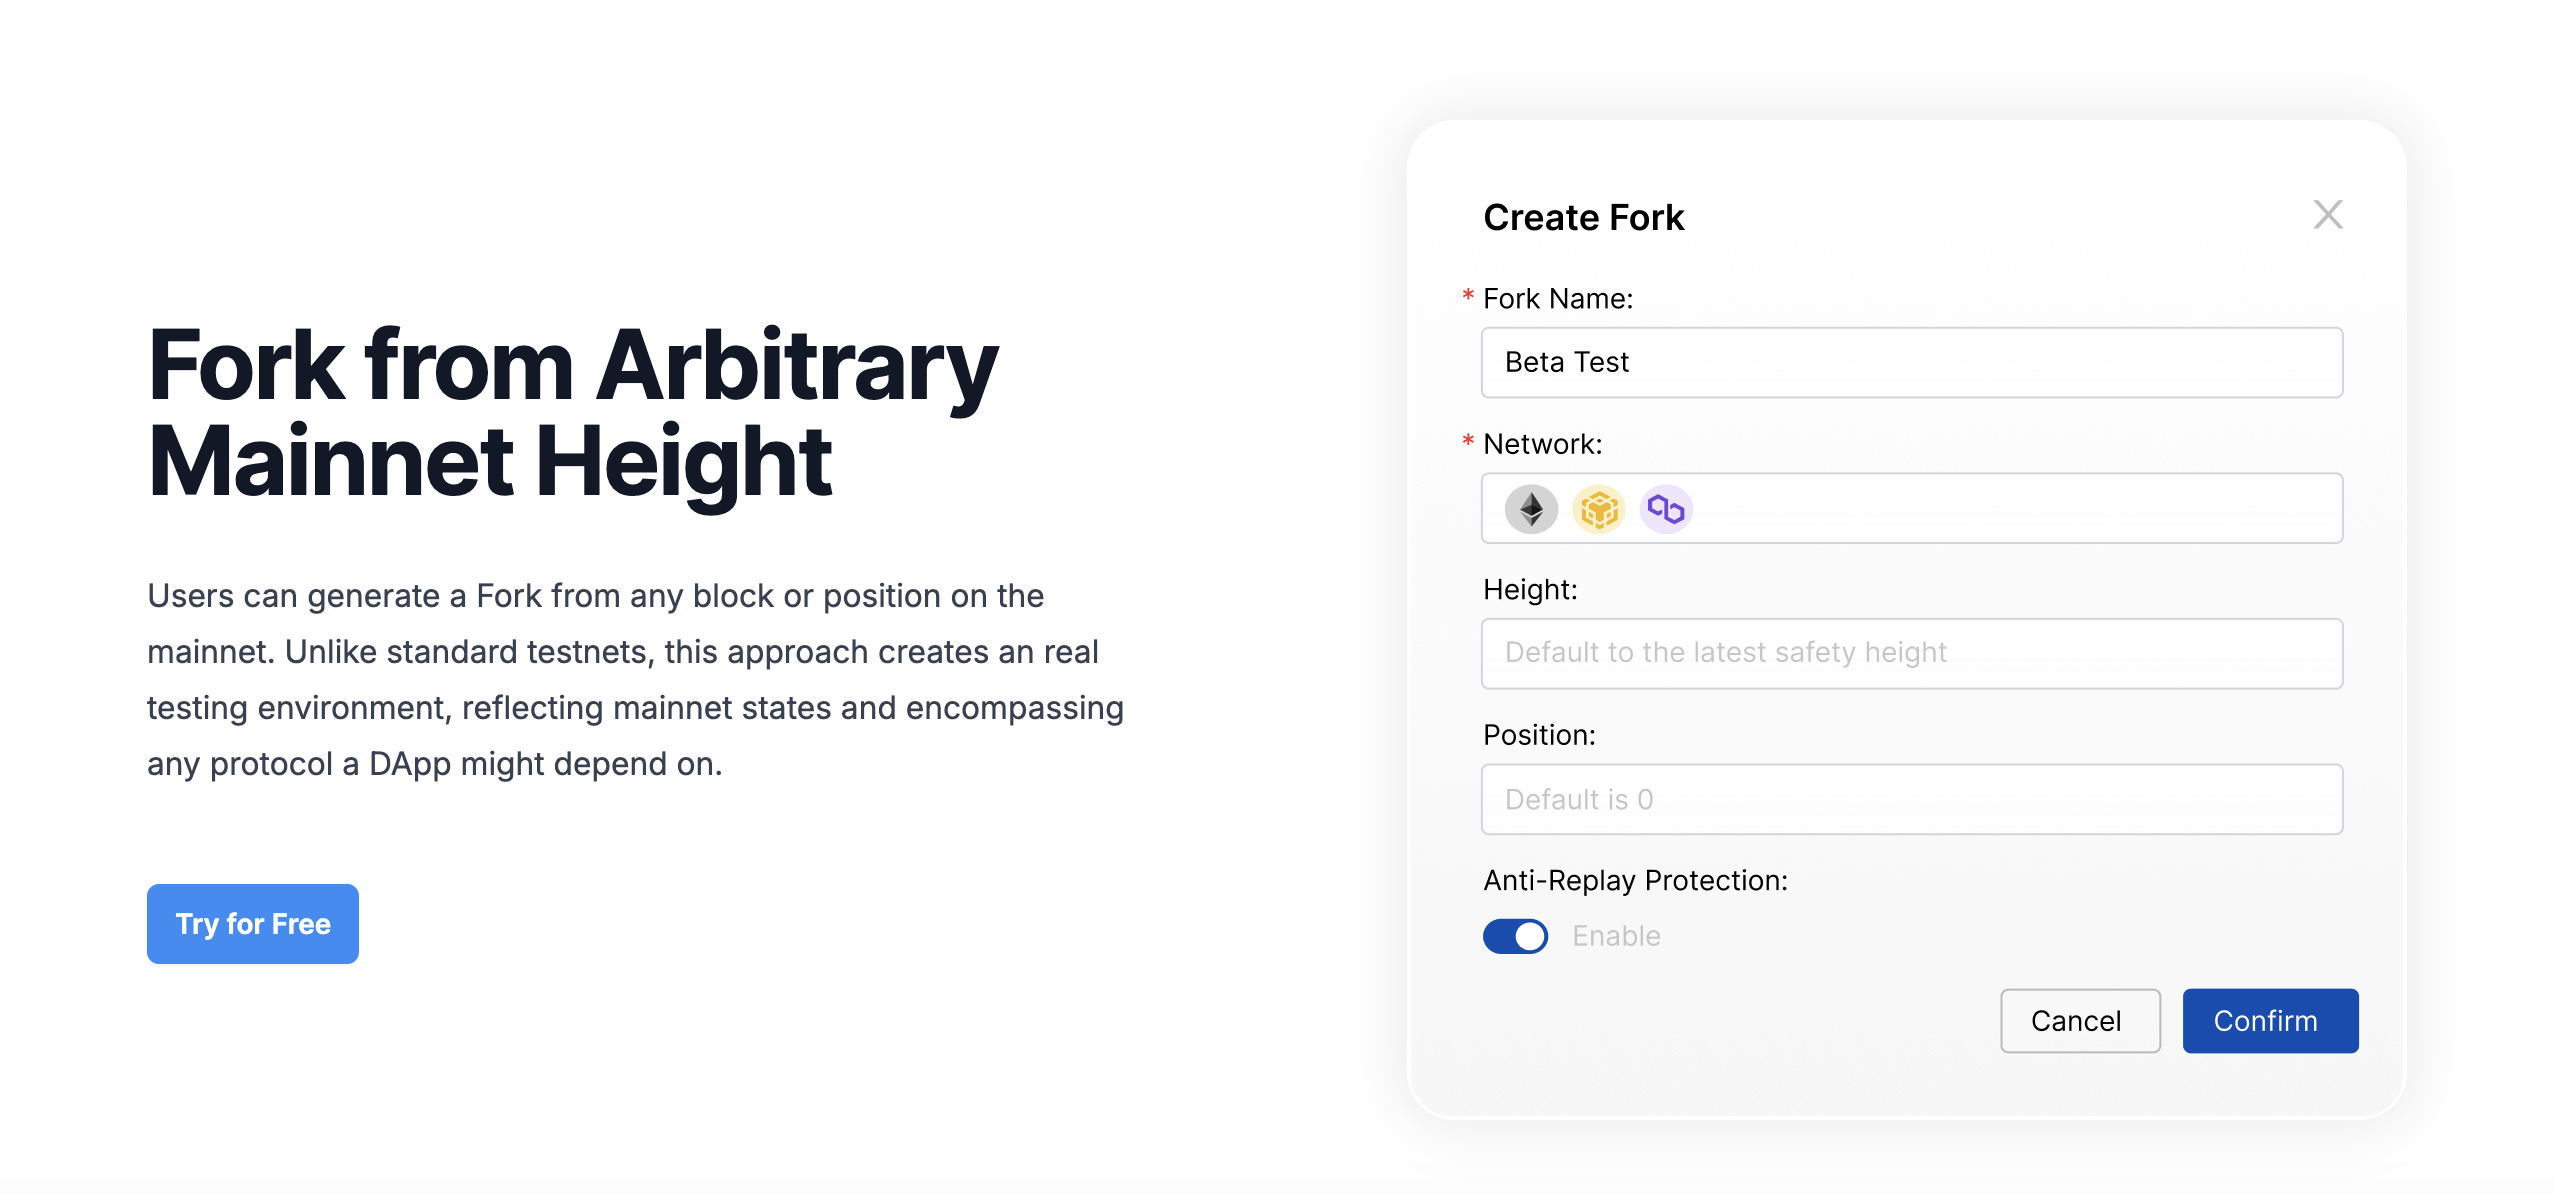 Fork from Arbitrary
Mainnet Height
Users can generate a Fork from any block or position on the
mainnet. Unlike standard testnets, this approach creates an real
testing environment, reflecting mainnet states and encompassing
any protocol a DApp might depend on.
Try for Free
Create Fork
* Fork Name:
Beta Test
* Network:
Height:
Default to the latest safety height
Position:
Default is 0
Anti-Replay Protection:
Enable
Cancel
Confirm